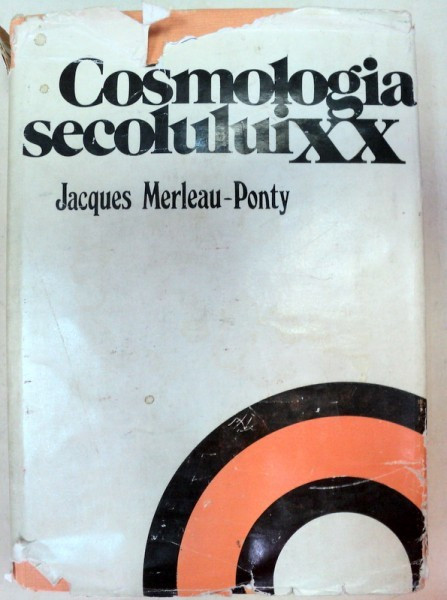 Cosmologia
secolului XX
Jacques Merleau-Ponty